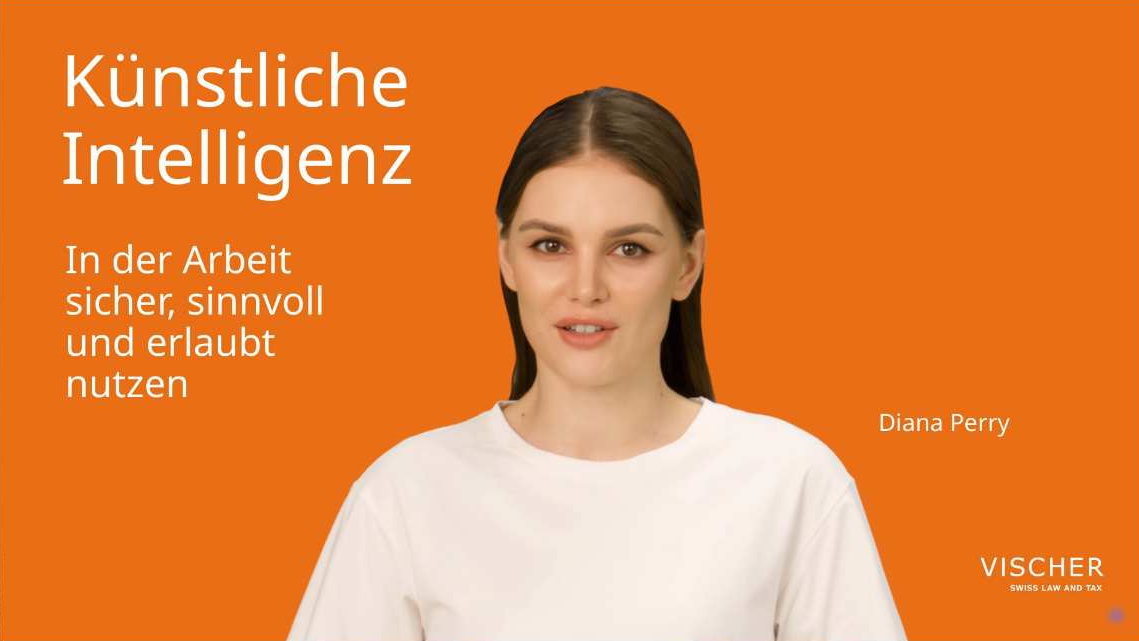 Künstliche
Intelligenz
In der Arbeit
sicher, sinnvoll
und erlaubt
nutzen
Diana Perry
VISCHER
SWISS LAW AND TAX